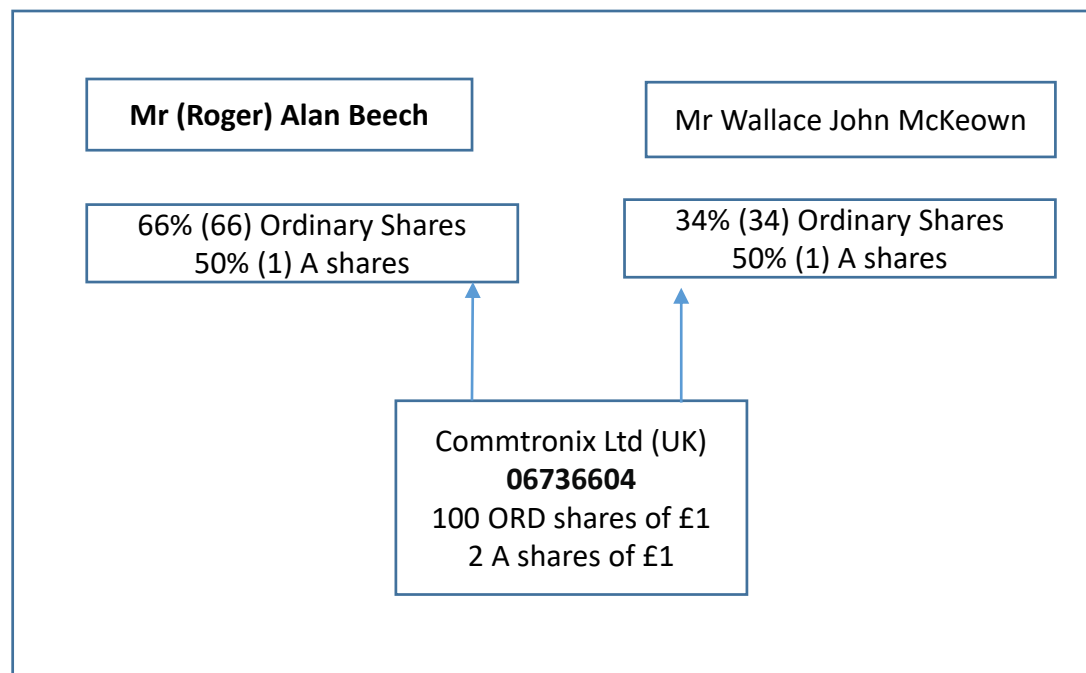 Mr (Roger) Alan Beech
Mr Wallace John McKeown
66% (66) Ordinary Shares
50% (1) A shares
34% (34) Ordinary Shares
50% (1) A shares
Commtronix Ltd (UK)
06736604
100 ORD shares of £1
2 A shares of £1